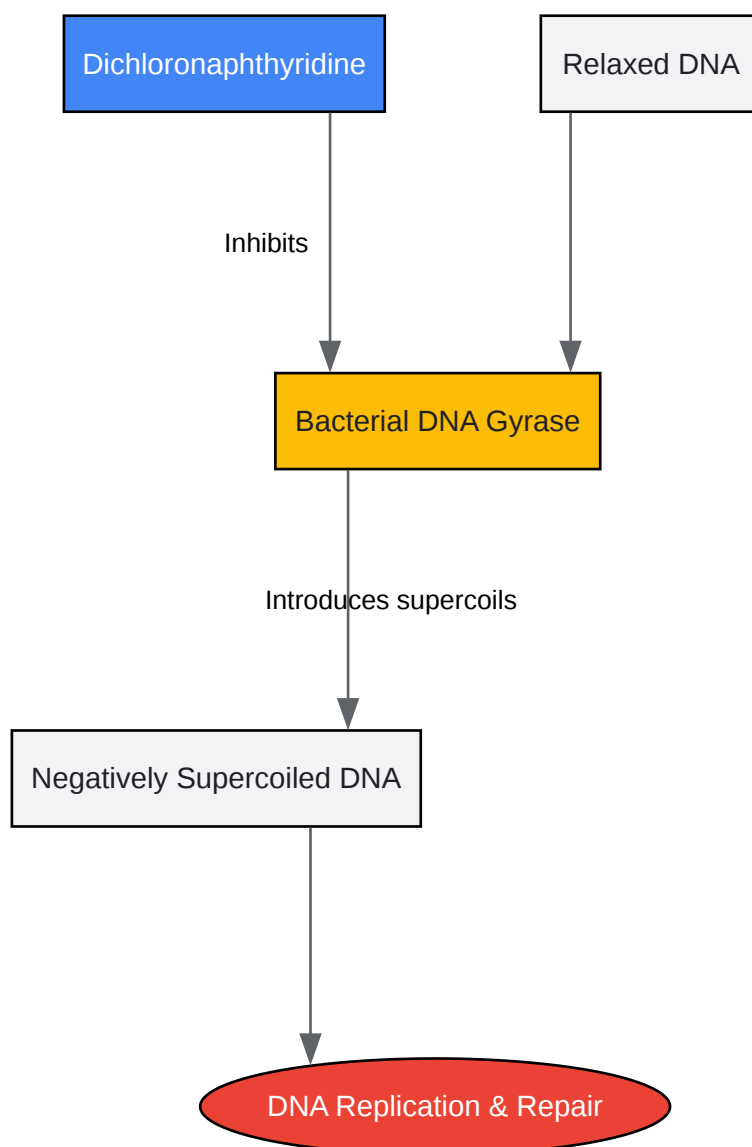 Dichloronaphthyridine
Relaxed DNA
Inhibits
Bacterial DNA Gyrase
Introduces supercoils
Negatively Supercoiled DNA
DNA Replication & Repair